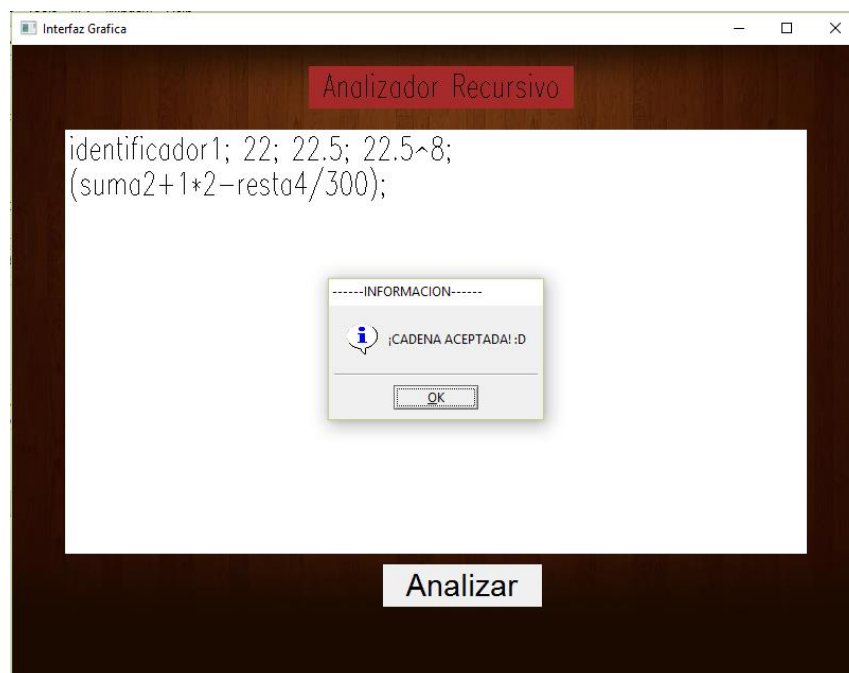 Interfaz Grafica
Analizador Recursivo
identificador1; 22; 22.5; 22.5^8;
(suma2+1*2-resta4/300);
------INFORMACION------
¡CADENA ACEPTADA! :D
OK
Analizar